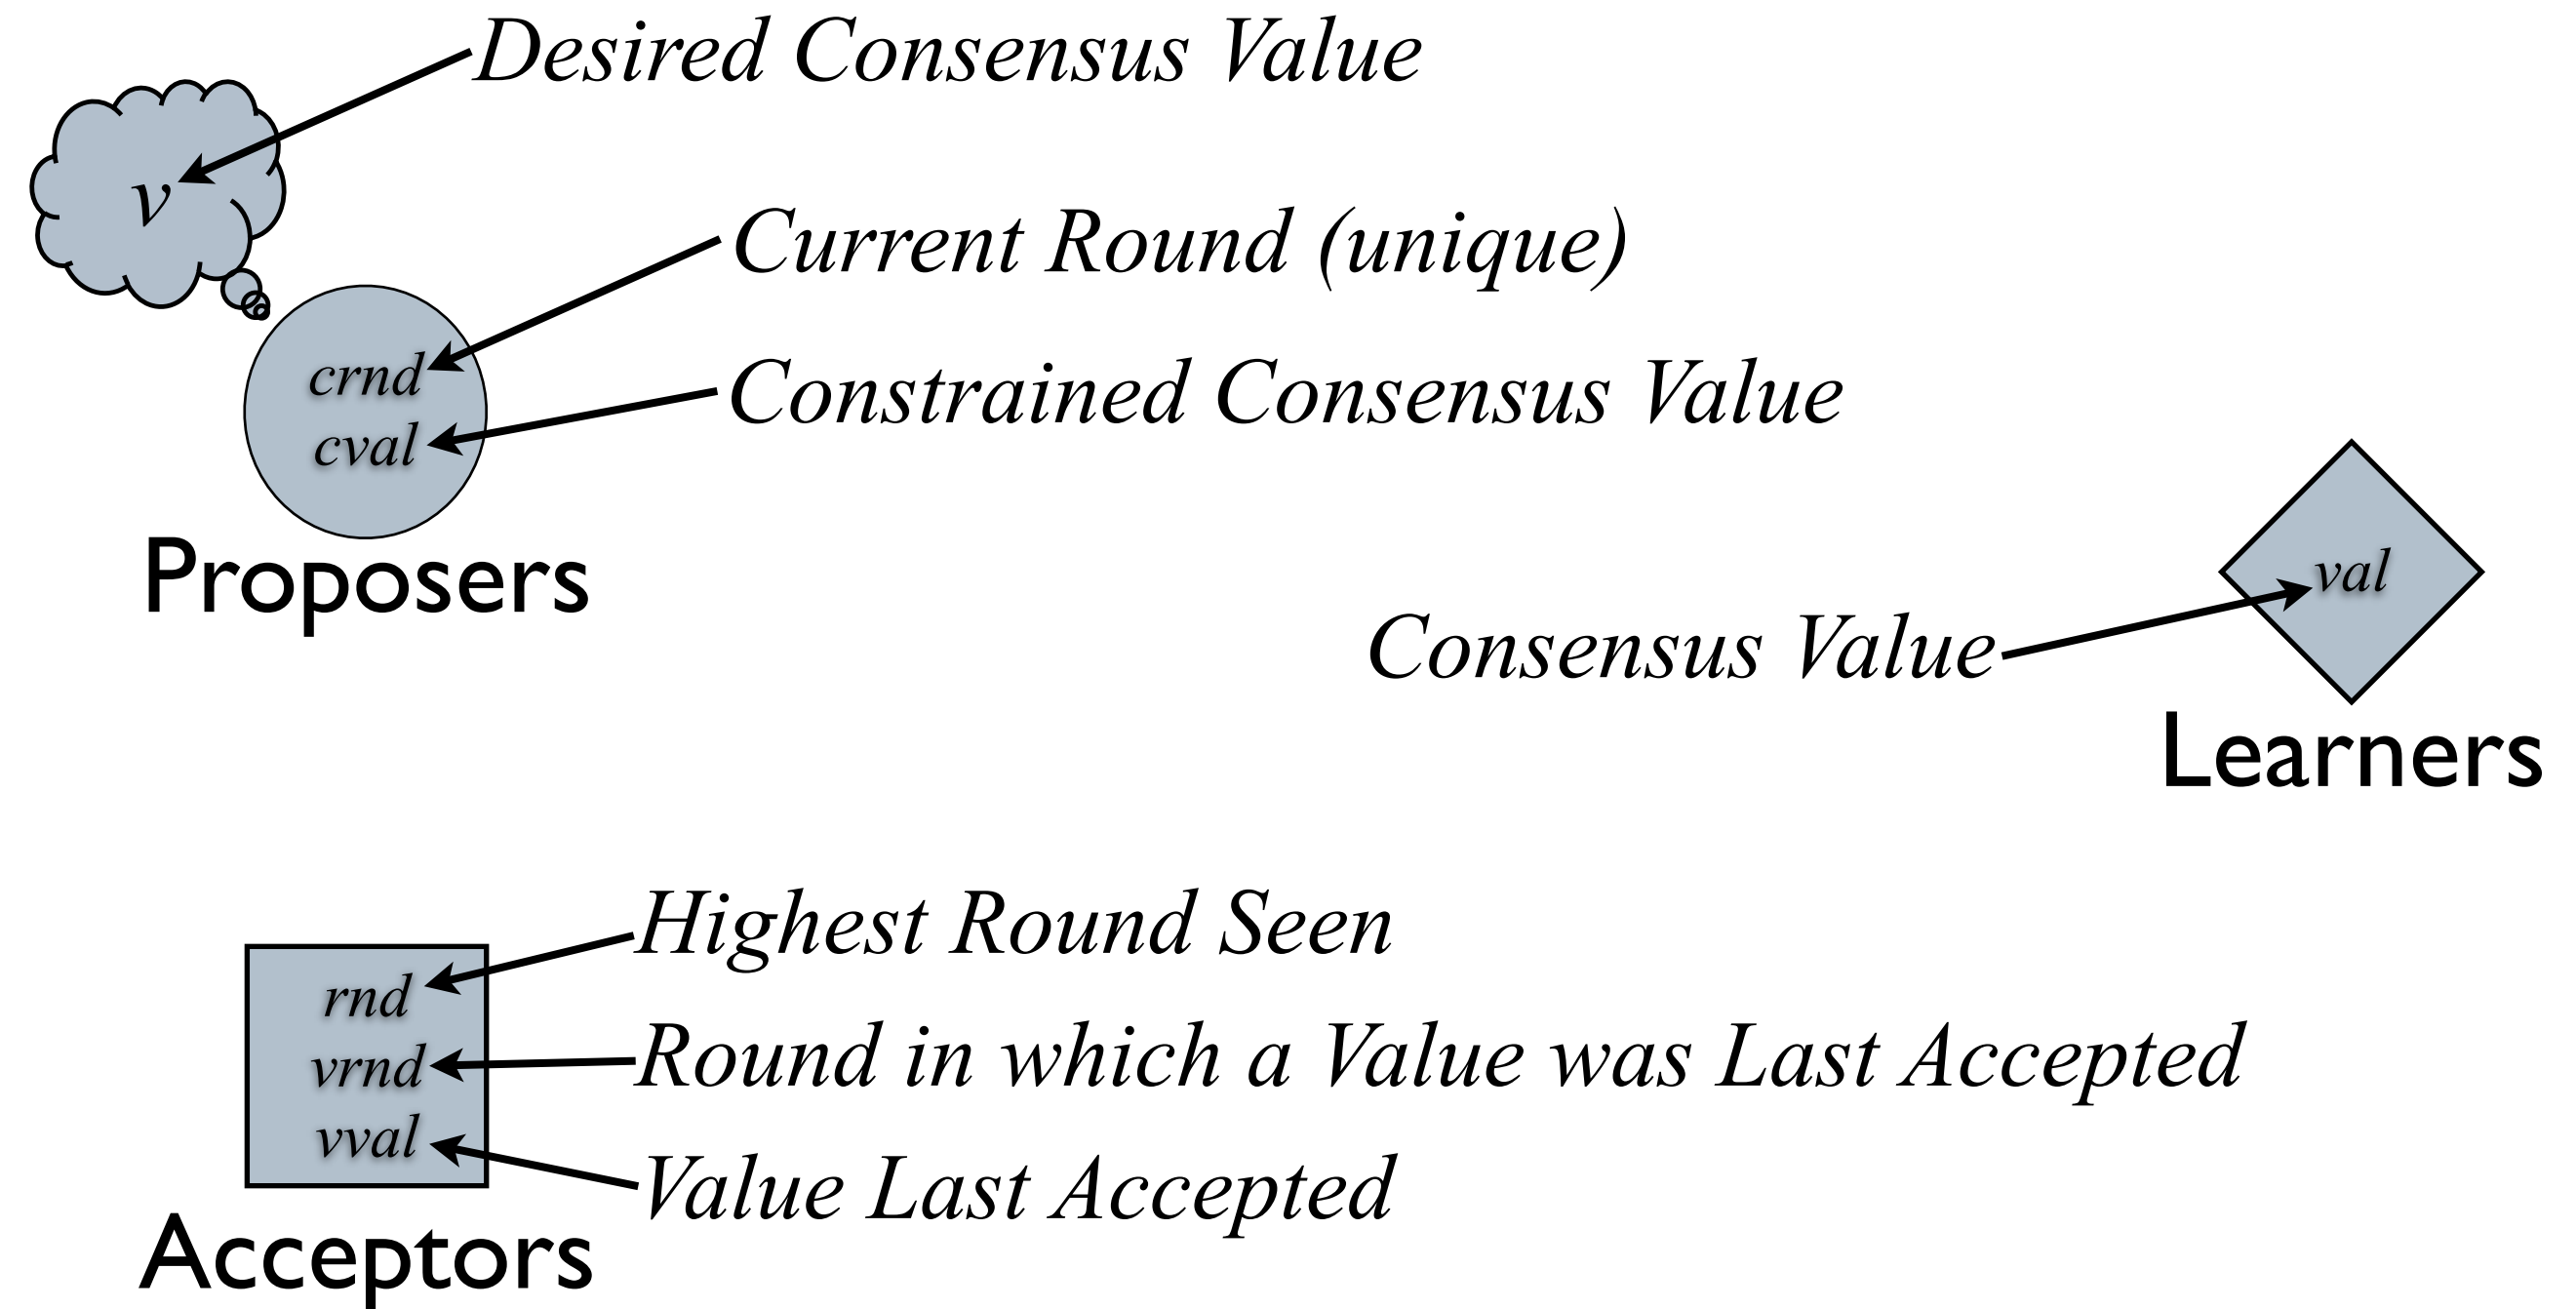 Desired Consensus Value
v
Current Round (unique)
crnd
Constrained Consensus Value
cval
Proposers
val
Consensus Value
Learners
Highest Round Seen
rnd
Round in which a Value was Last Accepted
vrnd
vval
Value Last Accepted
Acceptors